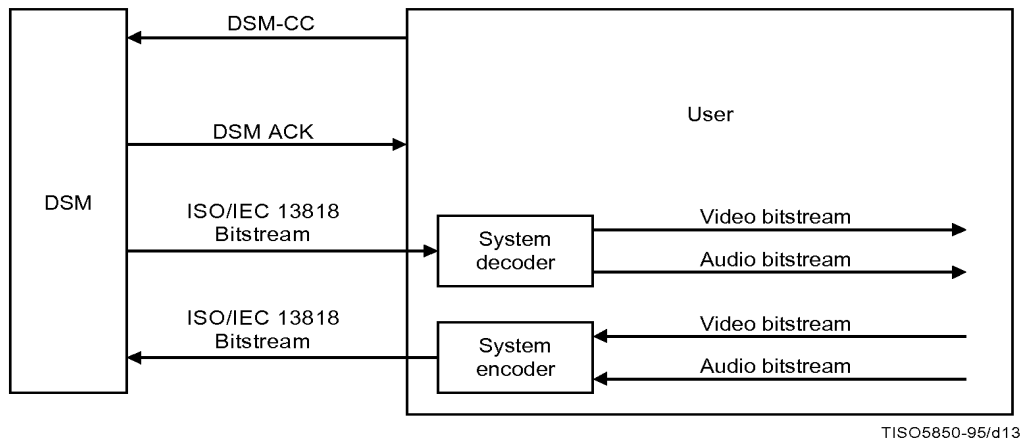 DSM-CC
User
DSM ACK
DSM
ISO/IEC 13818
Bitstream
System
decoder
Video bitstream
Audio bitstream
ISO/IEC 13818
Bitstream
System
encoder
Video bitstream
Audio bitstream
TISO5850-95/d13